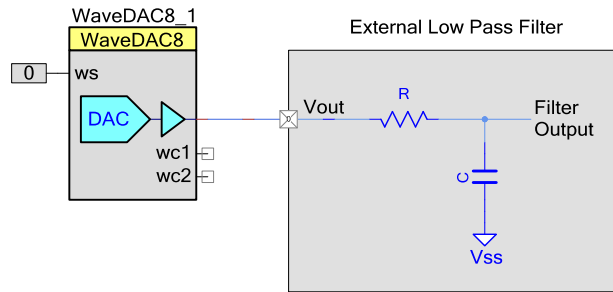 WaveDAC8_1
WaveDAC8
0
ws
DAC
wc1
wc2
External Low Pass Filter
Vout
R
Filter
Output
C
Vss